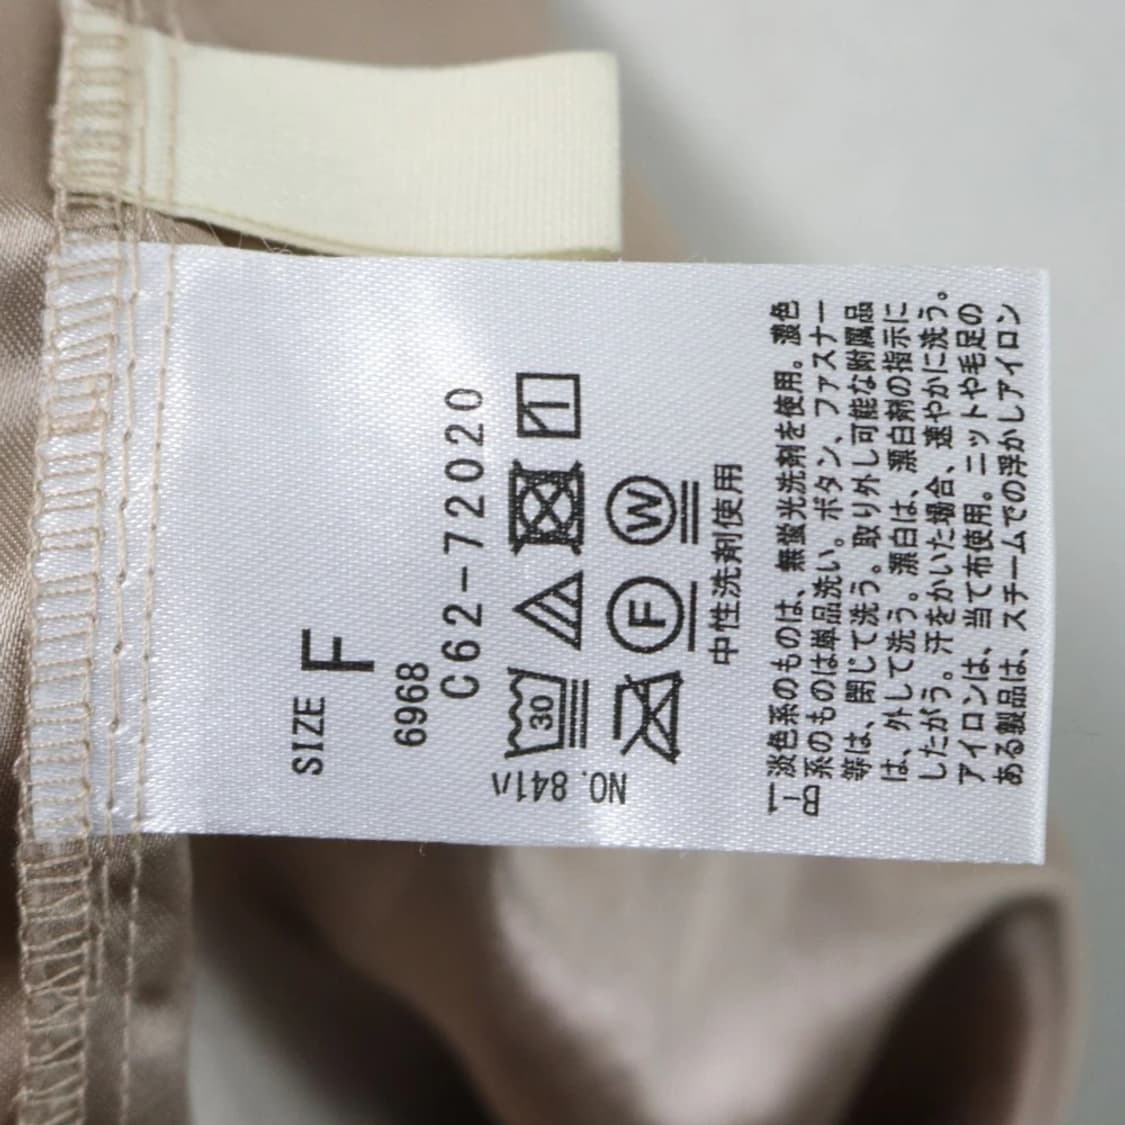 SIZE F
6968
C62-72020
30
F
W
中性洗剤使用
NO. 841ハ
淡色系のものは、無蛍光洗剤を使用。濃色
系のものは単品洗い。ボタン、ファスナー
等は、閉じて洗う。取り外し可能な附属品
は、外して洗う。漂白は、漂白剤の指示に
したがう。汗をかいた場合、速やかに洗う。
アイロンは、当て布使用。ニットや毛足の
ある製品は、スチームでの浮かしアイロン